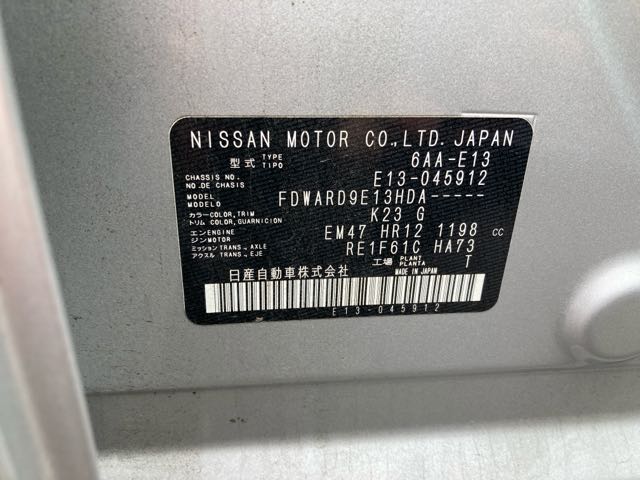 NISSAN MOTOR CO.,LTD. JAPAN
型式 TYPE TIPO 6AA-E13
CHASSIS NO. NO. DE CHASIS E13-045912
MODEL MODELO FDWARD9E13HDA-----
カラー COLOR, TRIM トリム COLOR, GUARNICION K23 G
エンジン ENGINE MOTOR EM47 HR12 1198 cc
ミッション TRANS., AXLE アクスル TRANS., EJE RE1F61C HA73
工場 PLANT PLANTA T
日産自動車株式会社 MADE IN JAPAN
E13-045912